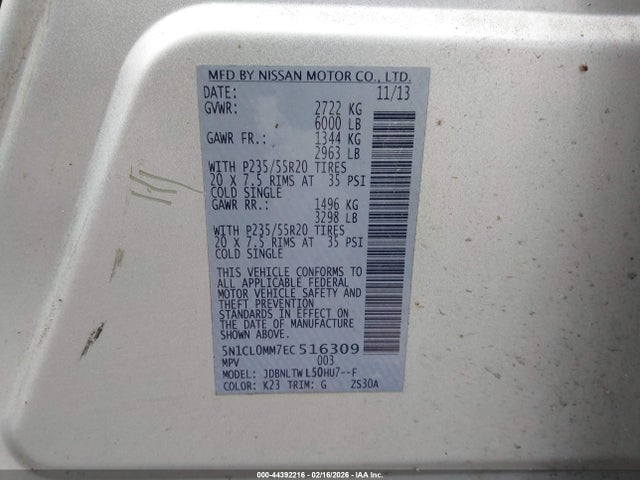 MFD BY NISSAN MOTOR CO., LTD.
DATE: 11/13
GVWR: 2722 KG
6000 LB
GAWR FR.: 1344 KG
2963 LB
WITH P235/55R20 TIRES
20 X 7.5 RIMS AT 35 PSI
COLD SINGLE
GAWR RR.: 1496 KG
3298 LB
WITH P235/55R20 TIRES
20 X 7.5 RIMS AT 35 PSI
COLD SINGLE
THIS VEHICLE CONFORMS TO
ALL APPLICABLE FEDERAL
MOTOR VEHICLE SAFETY AND
THEFT PREVENTION
STANDARDS IN EFFECT ON
THE DATE OF MANUFACTURE
SHOWN ABOVE.
5N1CL0MM7EC516309
MPV 003
MODEL: JDBNLTW L50HU7--F
COLOR: K23 TRIM: G ZS30A
000-44392216 - 02/16/2026 - IAA Inc.